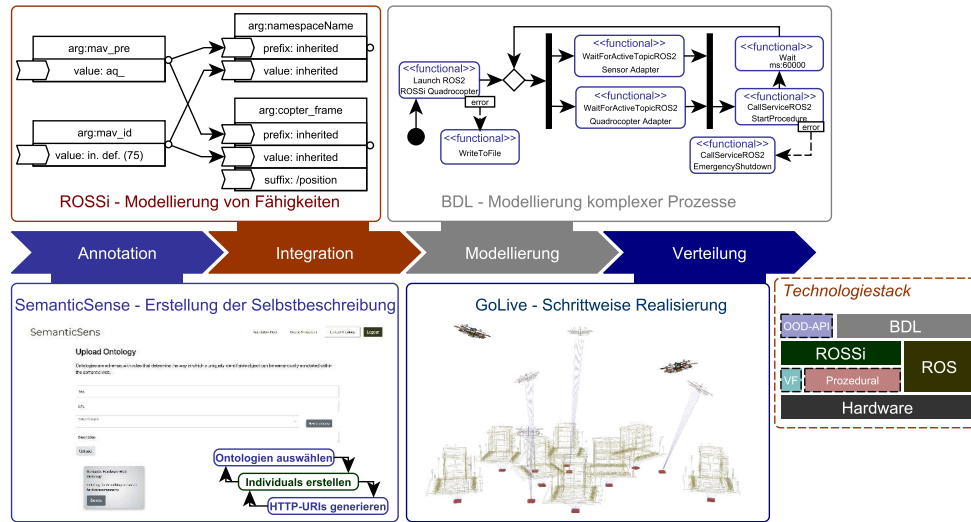 arg:mav_pre
value: aq_
arg:mav_id
value: in. def. (75)
arg:namespaceName
prefix: inherited
value: inherited
arg:copter_frame
prefix: inherited
value: inherited
suffix: /position
ROSSi - Modellierung von Fähigkeiten
<<functional>>
Launch ROS2
ROSSi Quadrocopter
error
<<functional>>
WriteToFile
<<functional>>
WaitForActiveTopicROS2
Sensor Adapter
<<functional>>
WaitForActiveTopicROS2
Quadrocopter Adapter
<<functional>>
Wait
ms:60000
<<functional>>
CallServiceROS2
StartProcedure
error
<<functional>>
CallServiceROS2
EmergencyShutdown
BDL - Modellierung komplexer Prozesse
Annotation
Integration
Modellierung
Verteilung
SemanticSense - Erstellung der Selbstbeschreibung
SemanticSens
Logout
Upload Ontology
Upload
Ontologien auswählen
Individuals erstellen
HTTP-URIs generieren
GoLive - Schrittweise Realisierung
Technologiestack
OOD-API
BDL
ROSSi
ROS
VF
Prozedural
Hardware